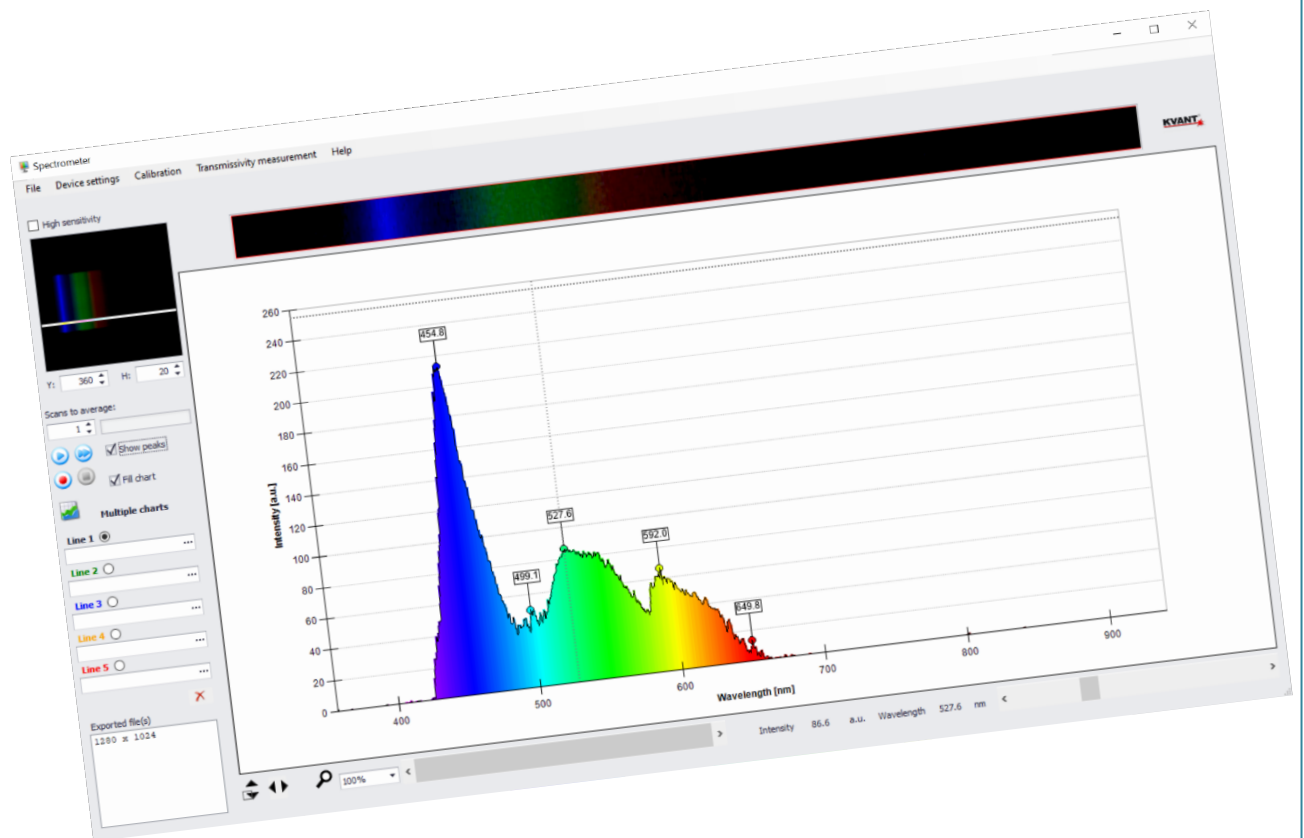 Spectrometer
File Device settings Calibration Transmissivity measurement Help
KVANT
High sensitivity
Y: 360 H: 20
Scans to average:
1
Show peaks
Fill chart
Multiple charts
Line 1
...
Line 2
...
Line 3
...
Line 4
...
Line 5
...
Exported file(s)
1280 x 1024
260
240
220
200
180
160
140
120
100
80
60
40
20
0
Intensity [a.u.]
454.8
499.1
527.6
592.0
649.8
400 500 600 700 800 900
Wavelength [nm]
100%
Intensity 86.6 a.u. Wavelength 527.6 nm